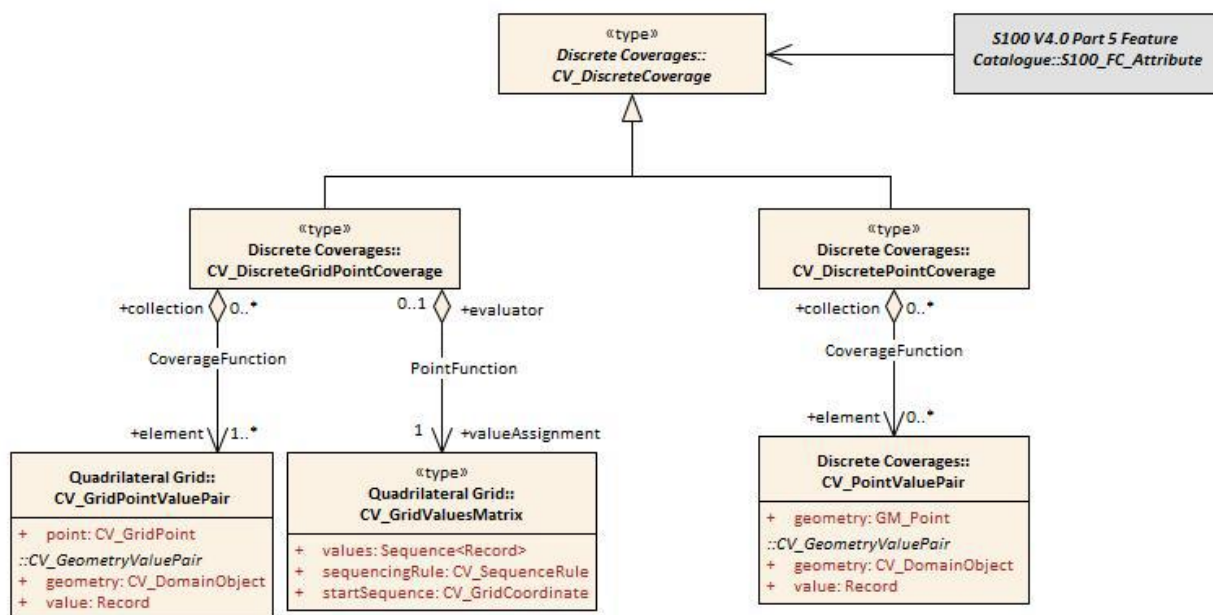 «type»
Discrete Coverages::
CV_DiscreteCoverage
S100 V4.0 Part 5 Feature
Catalogue::S100_FC_Attribute
«type»
Discrete Coverages::
CV_DiscreteGridPointCoverage
«type»
Discrete Coverages::
CV_DiscretePointCoverage
+collection 0..*
0..1 +evaluator
+collection 0..*
CoverageFunction
PointFunction
CoverageFunction
+element 1..*
1 +valueAssignment
+element 0..*
Quadrilateral Grid::
CV_GridPointValuePair
+ point: CV_GridPoint
::CV_GeometryValuePair
+ geometry: CV_DomainObject
+ value: Record
«type»
Quadrilateral Grid::
CV_GridValuesMatrix
+ values: Sequence<Record>
+ sequencingRule: CV_SequenceRule
+ startSequence: CV_GridCoordinate
Discrete Coverages::
CV_PointValuePair
+ geometry: GM_Point
::CV_GeometryValuePair
+ geometry: CV_DomainObject
+ value: Record